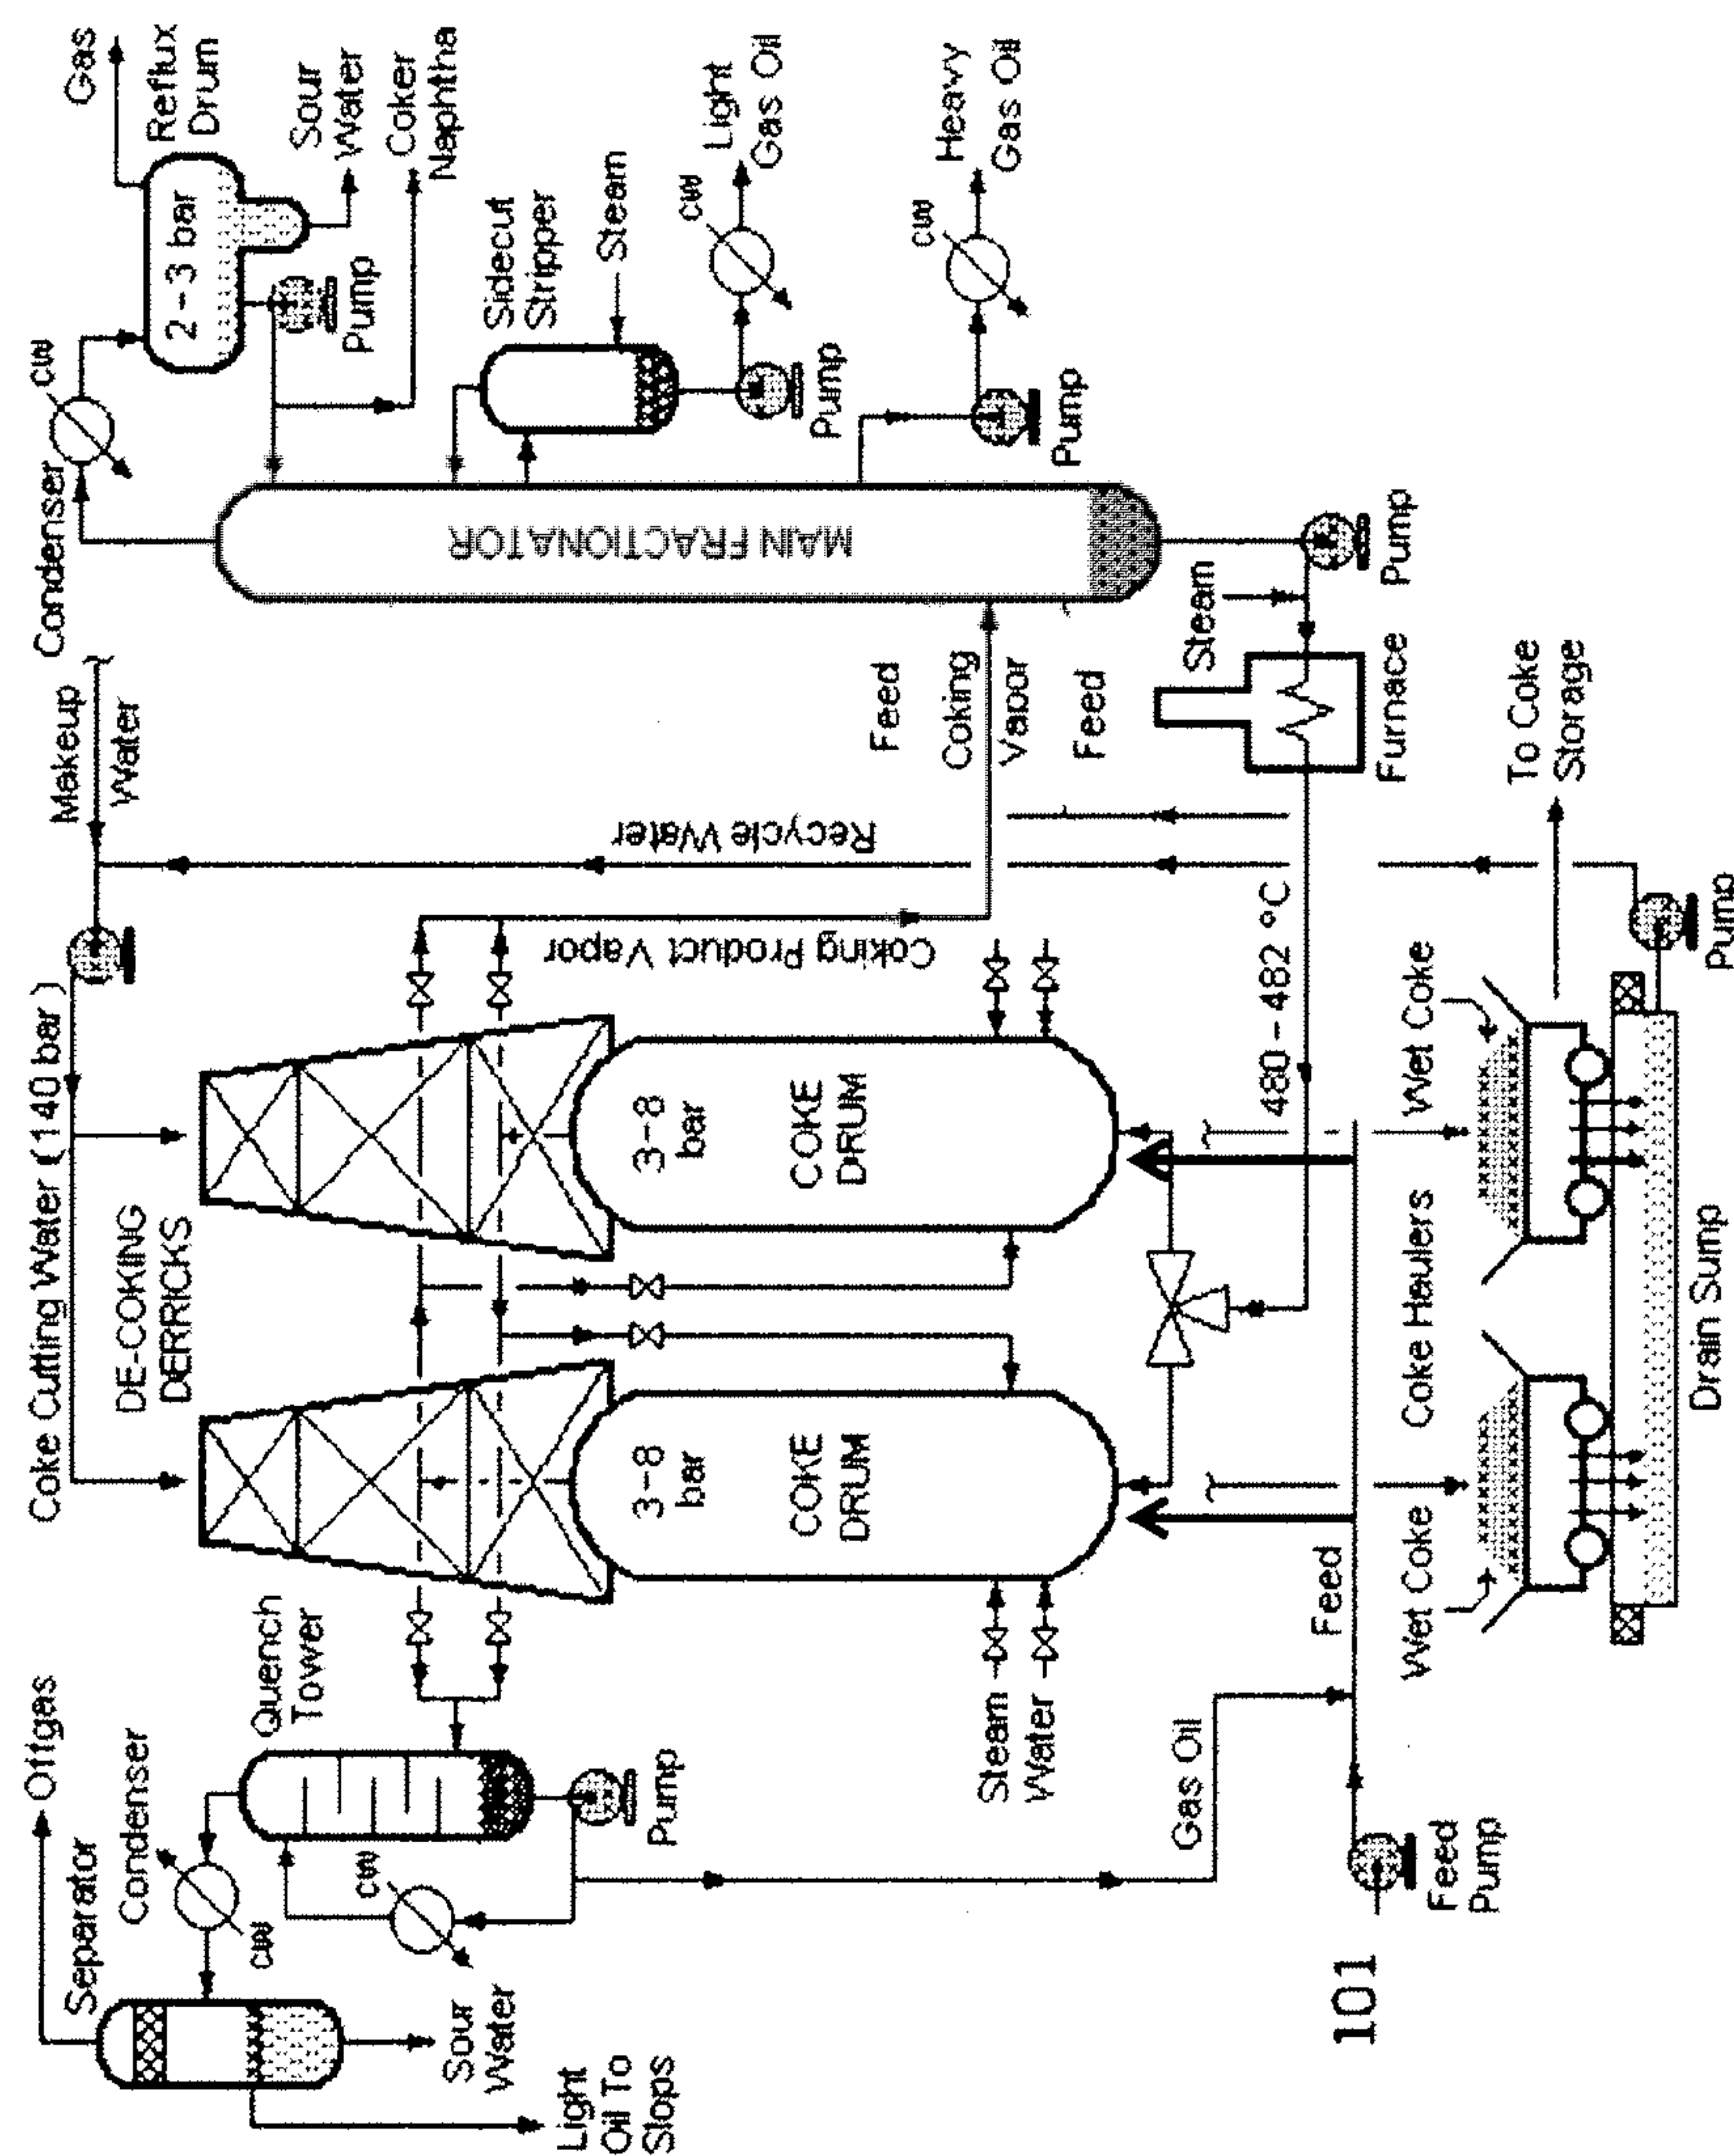 Offgas
Separator
Condenser
CW
Sour
Water
Light
Oil To
Slops
CW
Quench
Tower
Pump
Coke Cutting Water (140 bar)
DE-COKING
DERRICKS
Makeup
Water
Recycle Water
Coking Product Vapor
3-8
bar
COKE
DRUM
3-8
bar
COKE
DRUM
Steam
Water
Gas Oil
Feed
Feed
Pump
101
Condenser
CW
Gas
Reflux
Drum
2-3 bar
Pump
Sour
Water
Coker
Naphtha
MAIN FRACTIONATOR
Sidecut
Stripper
Steam
CW
Light
Gas Oil
Pump
CW
Heavy
Gas Oil
Pump
Feed
Coking
Vapor
Feed
Steam
Pump
Furnace
480-482 °C
Wet Coke
Coke Haulers
Wet Coke
To Coke
Storage
Pump
Drain Sump